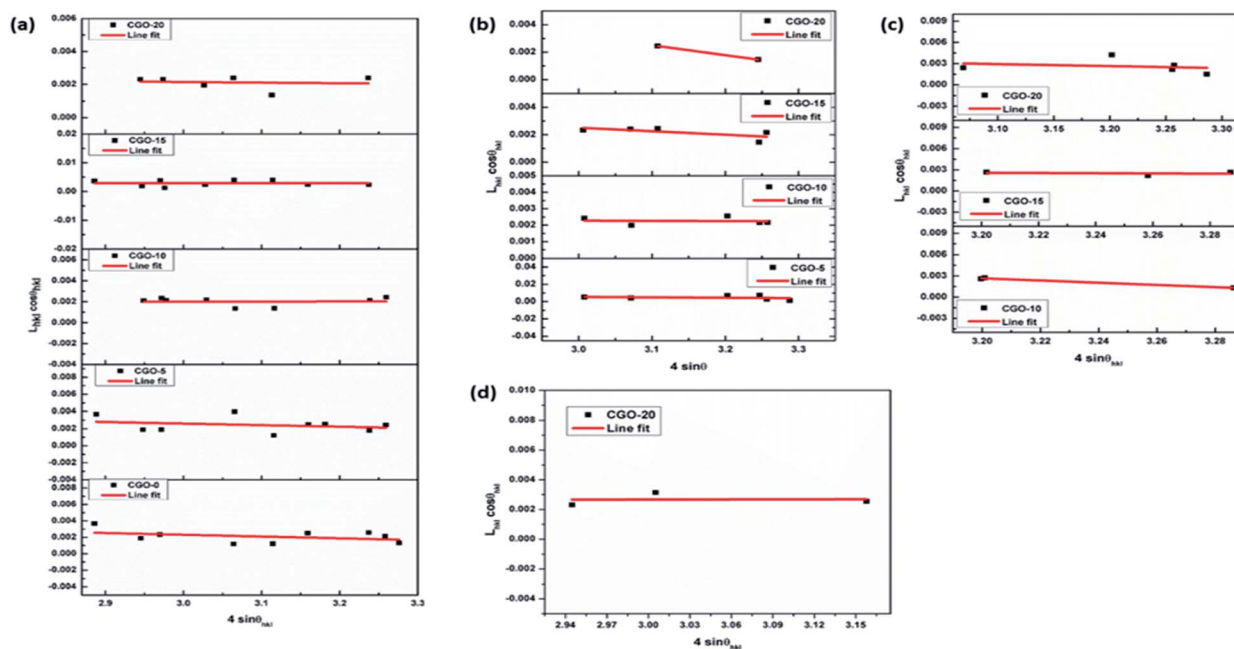 (a)
0.006
CGO-20
Line fit
0.004
0.002
0.000
0.02
CGO-15
Line fit
0.01
0.00
-0.01
-0.02
CGO-10
Line fit
0.006
0.004
0.002
0.000
-0.002
-0.004
CGO-5
Line fit
0.008
0.006
0.004
0.002
0.000
-0.002
-0.004
CGO-0
Line fit
0.006
0.004
0.002
0.000
-0.002
-0.004
2.9 3.0 3.1 3.2 3.3
4 sinθhkl
Lhkl cosθhkl
(b)
CGO-20
Line fit
0.004
0.002
0.000
CGO-15
Line fit
0.004
0.002
0.000
0.005
CGO-10
Line fit
0.004
0.003
0.002
0.001
0.000
CGO-5
Line fit
0.04
0.02
0.00
-0.02
-0.04
3.0 3.1 3.2 3.3
4 sinθ
Lhkl cosθhkl
(c)
0.009
0.006
0.003
0.000
-0.003
CGO-20
Line fit
3.10 3.15 3.20 3.25 3.30
0.009
0.006
0.003
0.000
-0.003
CGO-15
Line fit
3.20 3.22 3.24 3.26 3.28
0.009
0.006
0.003
0.000
-0.003
CGO-10
Line fit
3.20 3.22 3.24 3.26 3.28
4 sinθhkl
Lhkl cosθhkl
(d)
0.010
0.008
0.006
0.004
0.002
0.000
-0.002
-0.004
CGO-20
Line fit
2.94 2.97 3.00 3.03 3.06 3.09 3.12 3.15
4 sinθhkl
Lhkl cosθhkl